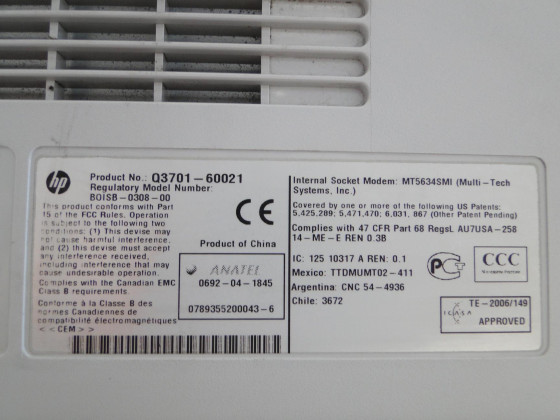 hp
Product No.: Q3701-60021
Regulatory Model Number:
BOISB-0308-00
This product conforms with Part
15 of the FCC Rules. Operation
is subject to the following two
conditions: (1) This device may
not cause harmful interference,
and (2) this device must accept
any interference received,
including interference that may
cause undesirable operation.
Complies with the Canadian EMC
Class B requirements.
Conforme à la Classe B des
normes Canadiennes de
compatibilité électromagnétiques
<<CEM>>
CE
Product of China
ANATEL
0692-04-1845
0789355200043-6
Internal Socket Modem: MT5634SMI (Multi-Tech
Systems, Inc.)
Covered by one or more of the following US Patents:
5,425,289; 5,471,470; 6,031, 867 (Other Patent Pending)
Complies with 47 CFR Part 68 Regs. AU7USA-258
14-ME-E REN 0.3B
IC: 125 10317 A REN: 0.1
Mexico: TTDMUMT02-411
Argentina: CNC 54-4936
Chile: 3672
PCT
CCC
ICASA
TE-2006/149
APPROVED